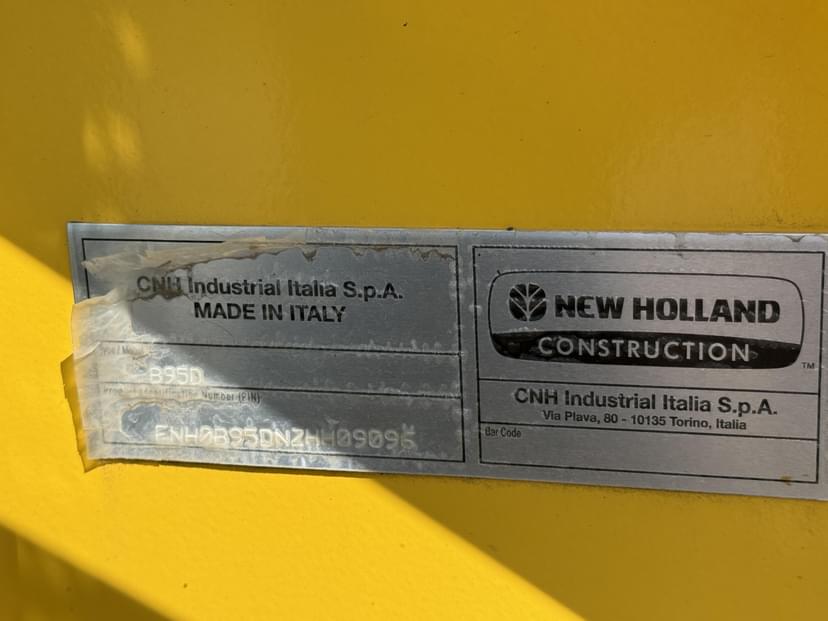 CNH Industrial Italia S.p.A.
MADE IN ITALY
B95D
Product Identification Number (PIN)
FNH0B95DNZHH09096
NEW HOLLAND
CONSTRUCTION
TM
CNH Industrial Italia S.p.A.
Via Plava, 80 - 10135 Torino, Italia
Bar Code